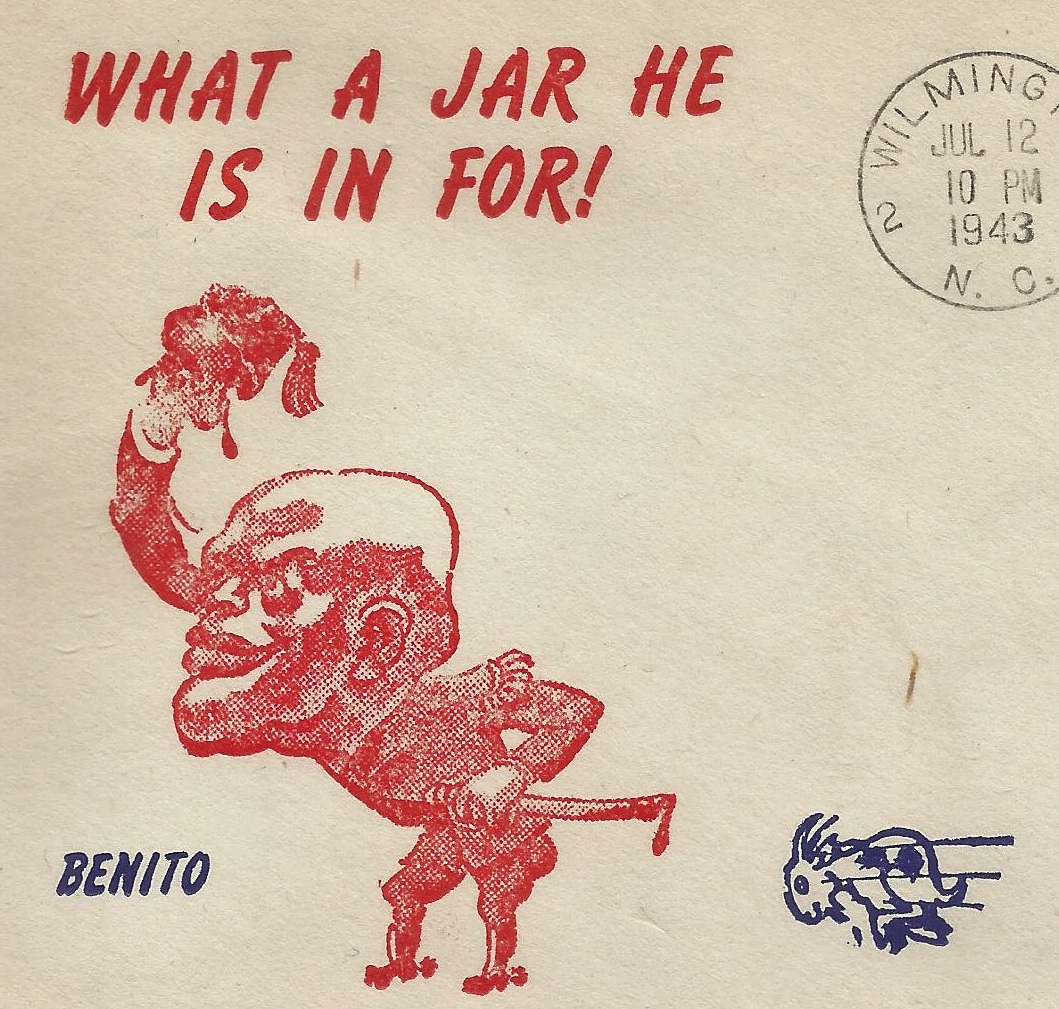 WHAT A JAR HE
IS IN FOR!
2 WILMING
JUL 12
10 PM
1943
N. C.
BENITO